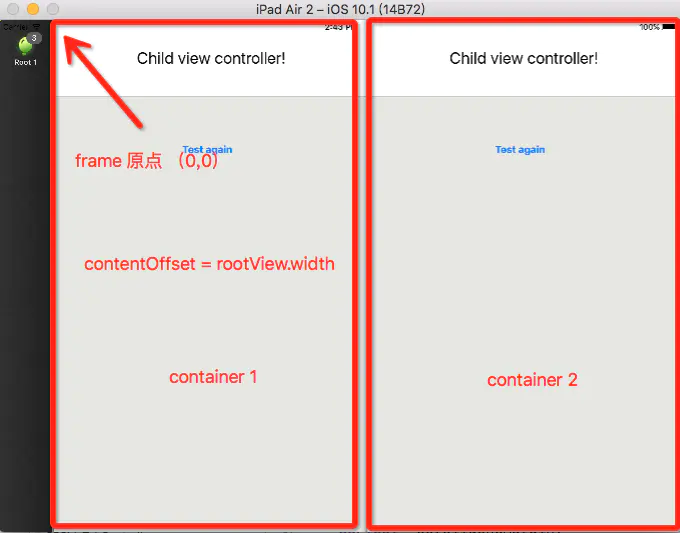 iPad Air 2 – iOS 10.1 (14B72)
Carrier
2:43 P
100%
3
Root 1
Child view controller!
Child view controller!
Test again
Test again
frame 原点 （0,0）
contentOffset = rootView.width
container 1
container 2